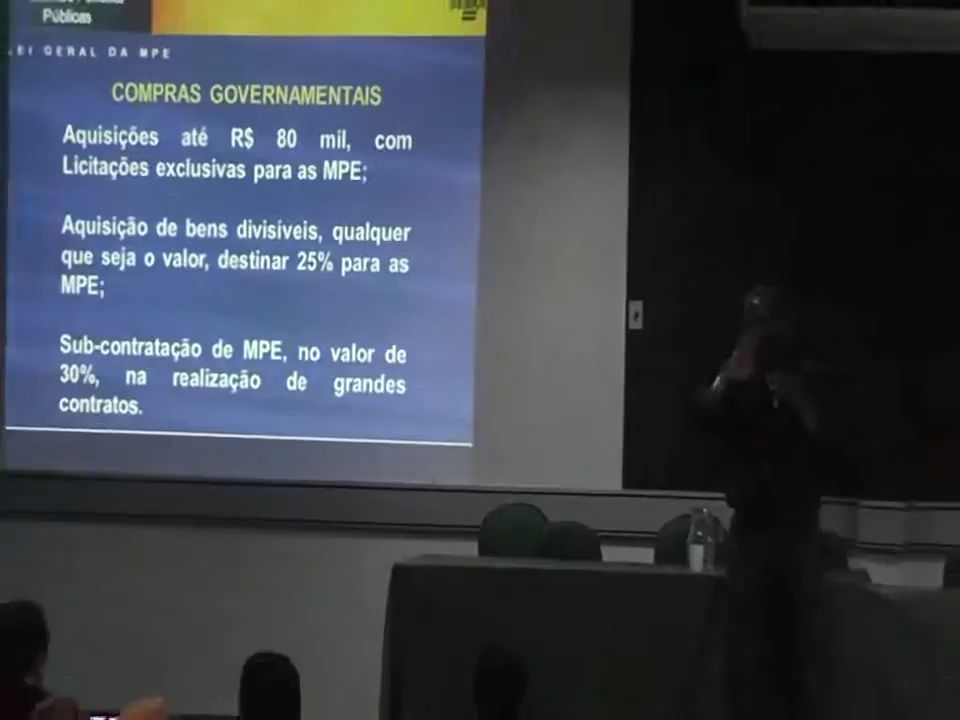 Públicas
LEI GERAL DA MPE
COMPRAS GOVERNAMENTAIS
Aquisições até R$ 80 mil, com
Licitações exclusivas para as MPE;
Aquisição de bens divisíveis, qualquer
que seja o valor, destinar 25% para as
MPE;
Sub-contratação de MPE, no valor de
30%, na realização de grandes
contratos.